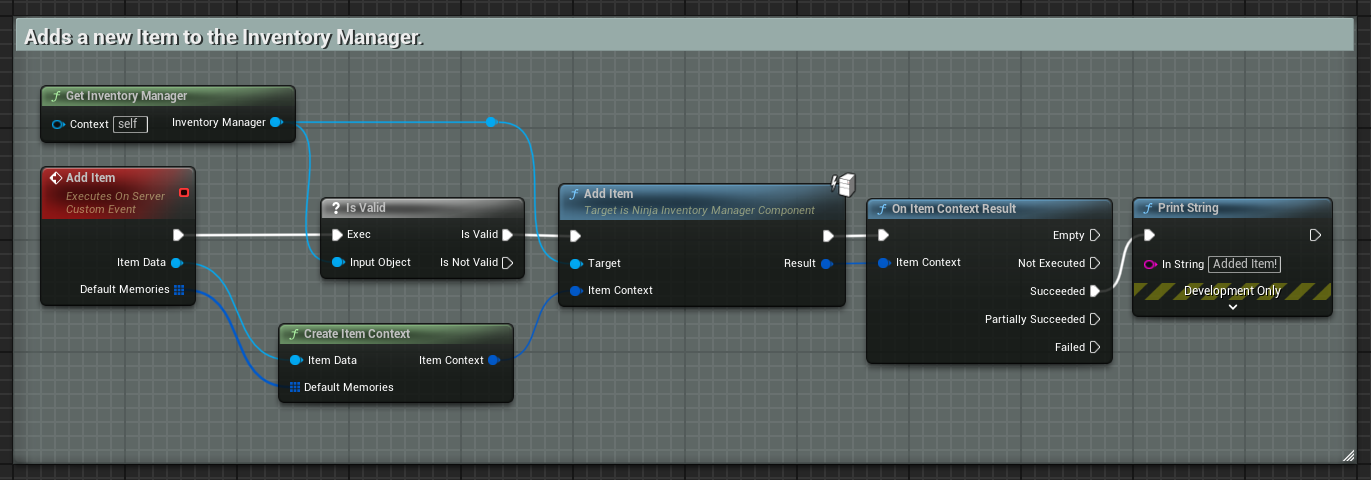 Adds a new Item to the Inventory Manager.
Get Inventory Manager
Context self Inventory Manager
Add Item
Executes On Server
Custom Event
Item Data
Default Memories
? Is Valid
Exec Is Valid
Input Object Is Not Valid
Create Item Context
Item Data Item Context
Default Memories
Add Item
Target is Ninja Inventory Manager Component
Target Result
Item Context
On Item Context Result
Empty
Item Context Not Executed
Succeeded
Partially Succeeded
Failed
Print String
In String Added Item!
Development Only